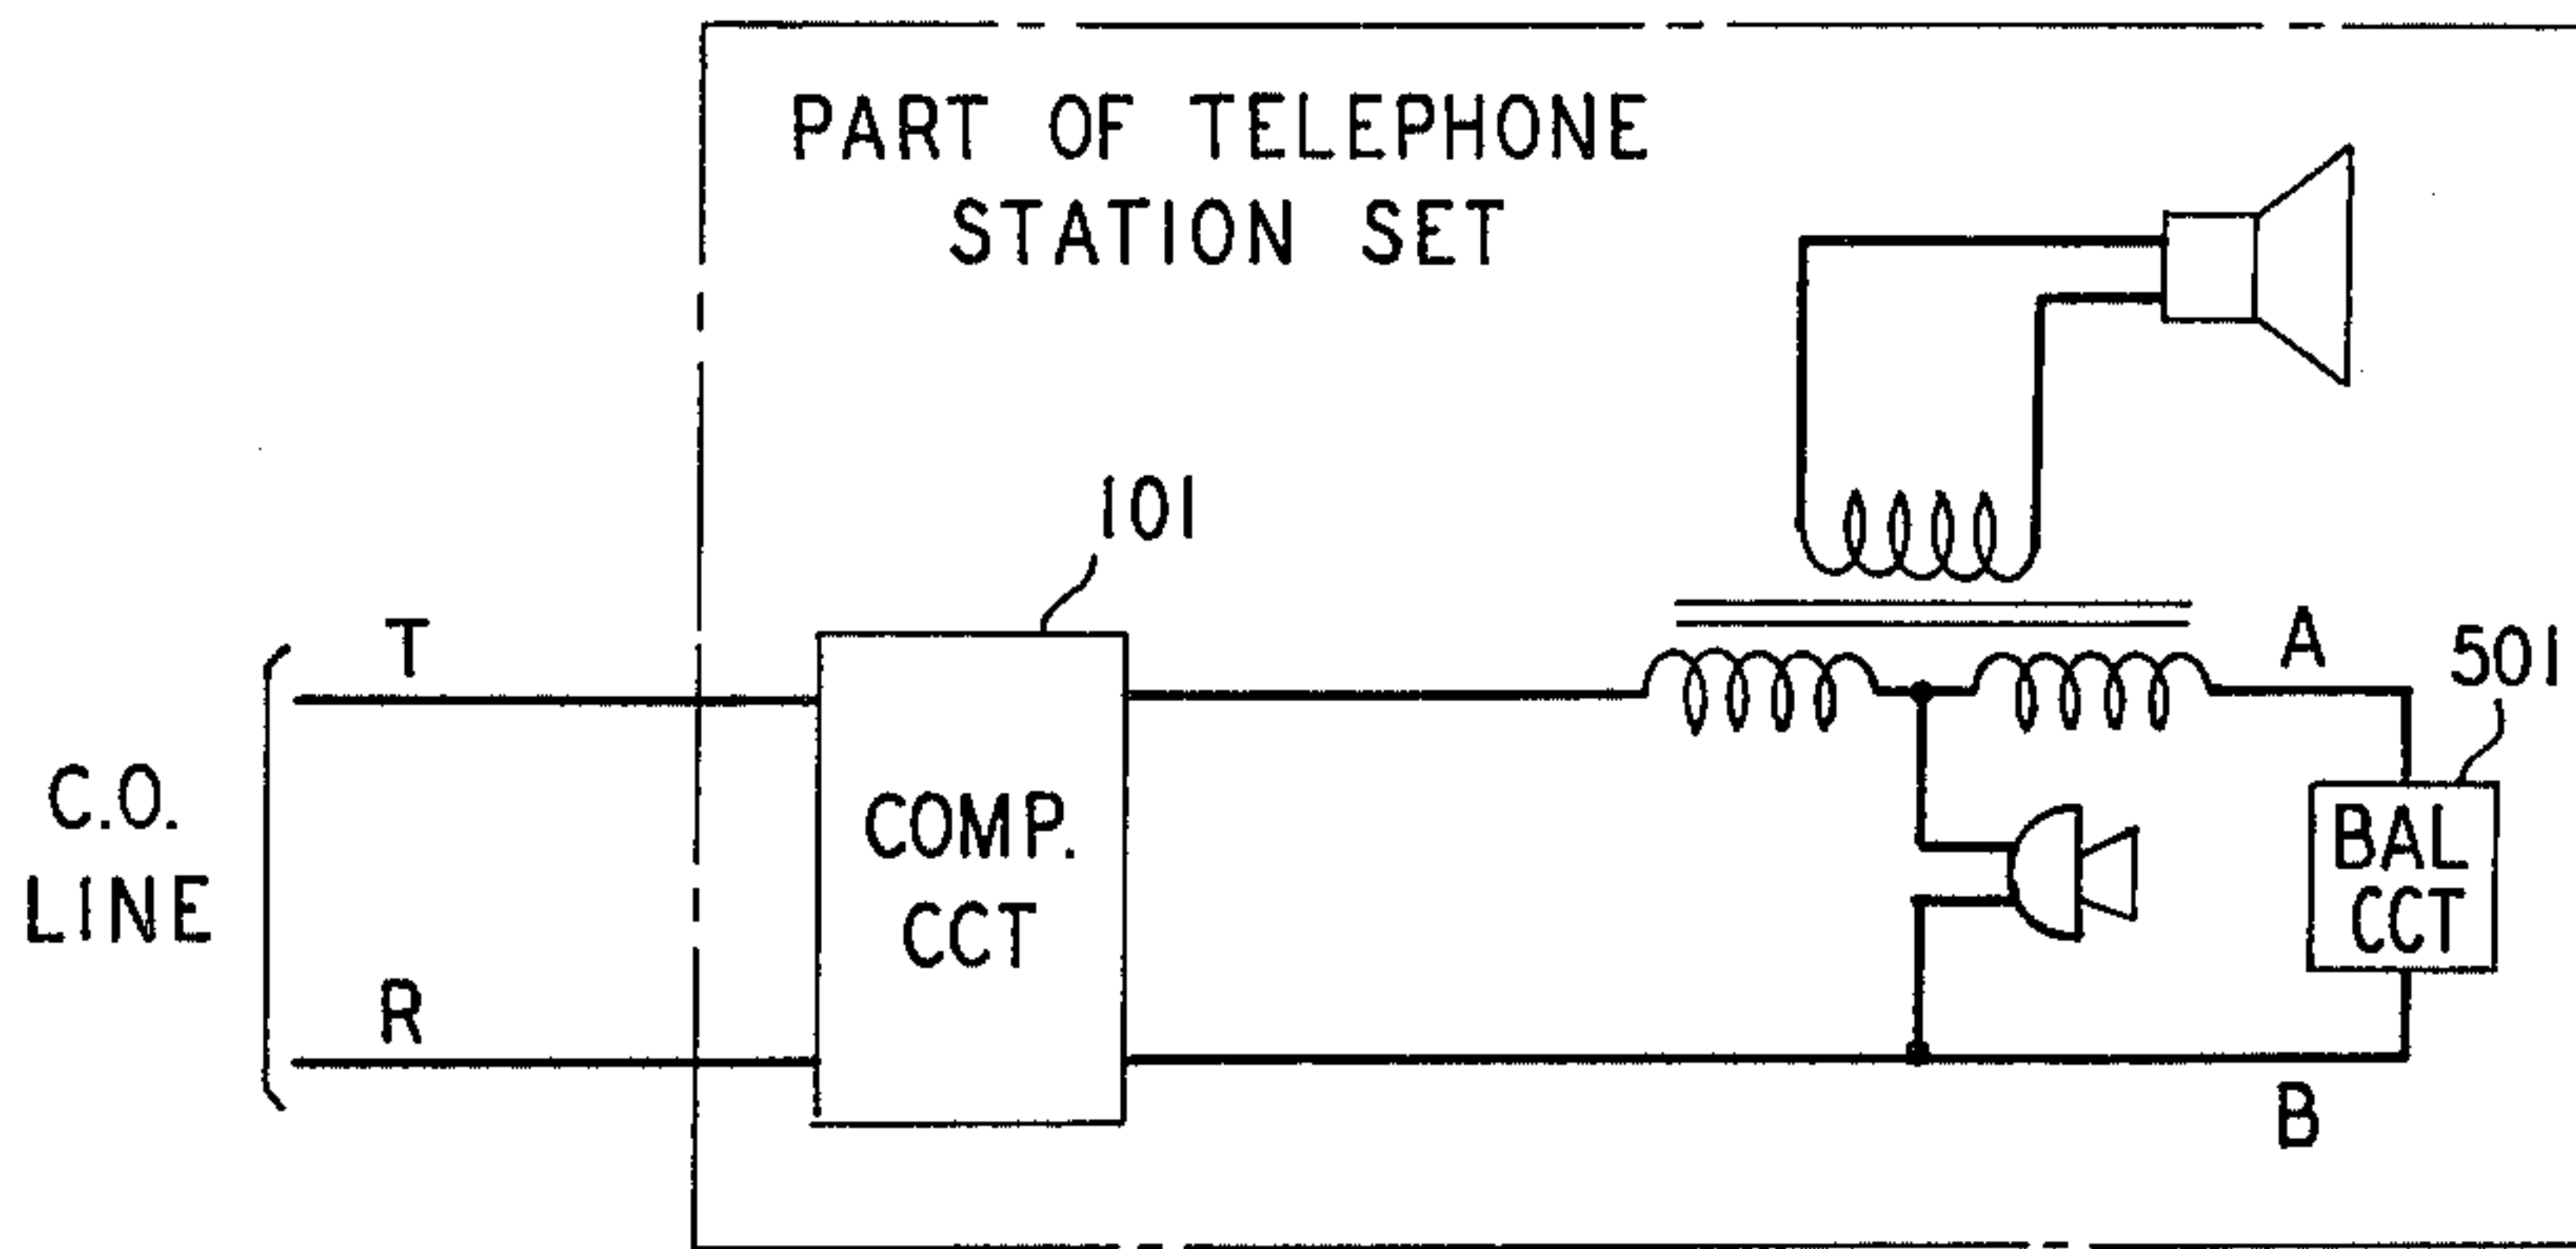 PART OF TELEPHONE
STATION SET
101
T
A
501
C.O.
LINE
COMP.
CCT
BAL
CCT
R
B